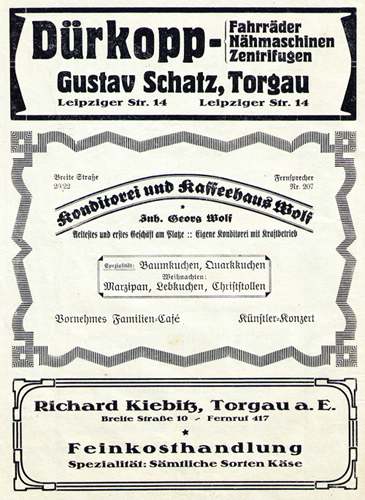 Dürkopp- Fahrräder
Nähmaschinen
Zentrifugen
Gustav Schatz, Torgau
Leipziger Str. 14 Leipziger Str. 14
Breite Straße
20/22
Fernsprecher
Nr. 207
Konditorei und Kaffeehaus Wolf
Inh. Georg Wolf
Aeltestes und erstes Geschäft am Platze :: Eigene Konditorei mit Kraftbetrieb
Spezialität: Baumkuchen, Quarkkuchen
Weihnachten:
Marzipan, Lebkuchen, Christstollen
Vornehmes Familien-Café Künstler-Konzert
Richard Kiebitz, Torgau a. E.
Breite Straße 10 - Fernruf 417
Feinkosthandlung
Spezialität: Sämtliche Sorten Käse